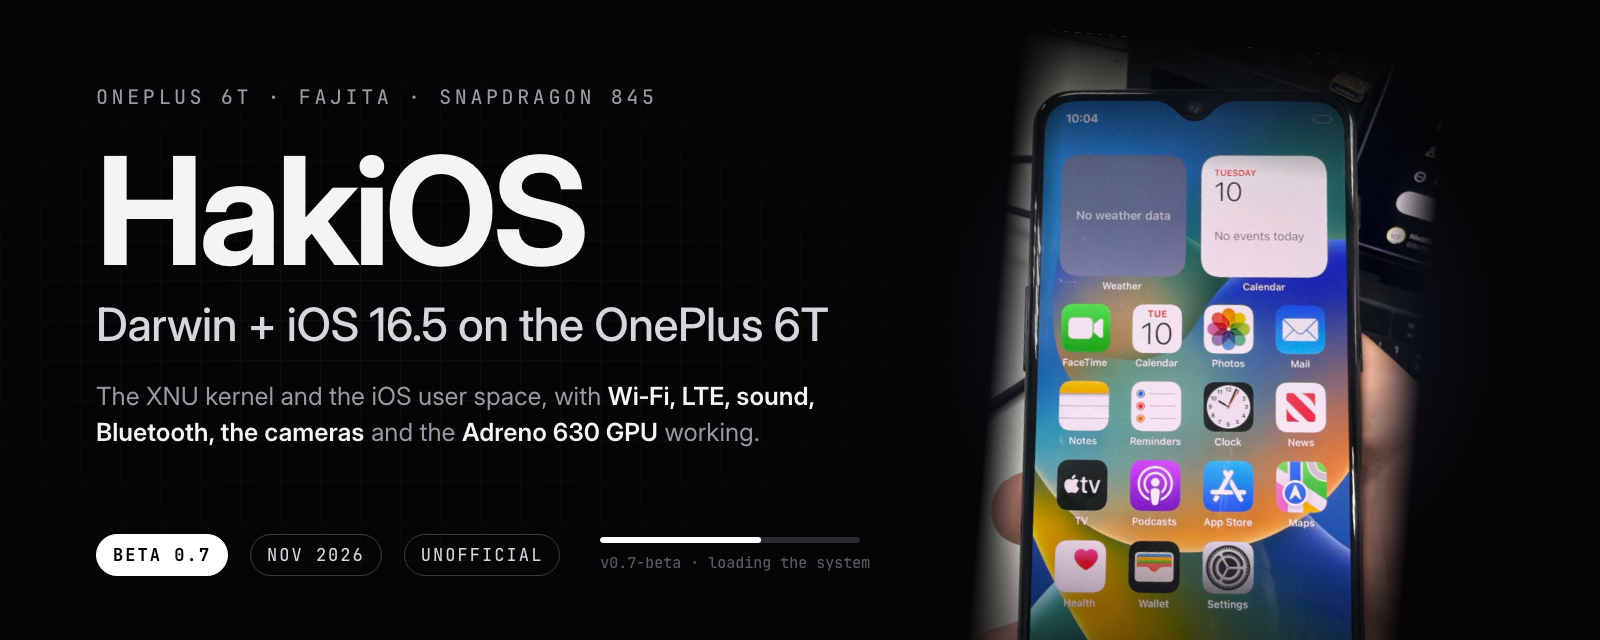 ONEPLUS 6T · FAJITA · SNAPDRAGON 845
HakiOS
Darwin + iOS 16.5 on the OnePlus 6T
The XNU kernel and the iOS user space, with Wi-Fi, LTE, sound,
Bluetooth, the cameras and the Adreno 630 GPU working.
BETA 0.7 NOV 2026 UNOFFICIAL
v0.7-beta · loading the system
10:04
No weather data
TUESDAY
10
No events today
Weather Calendar
TUE
10
FaceTime Calendar Photos Mail
Notes Reminders Clock News
tv
TV Podcasts App Store Maps
Health Wallet Settings